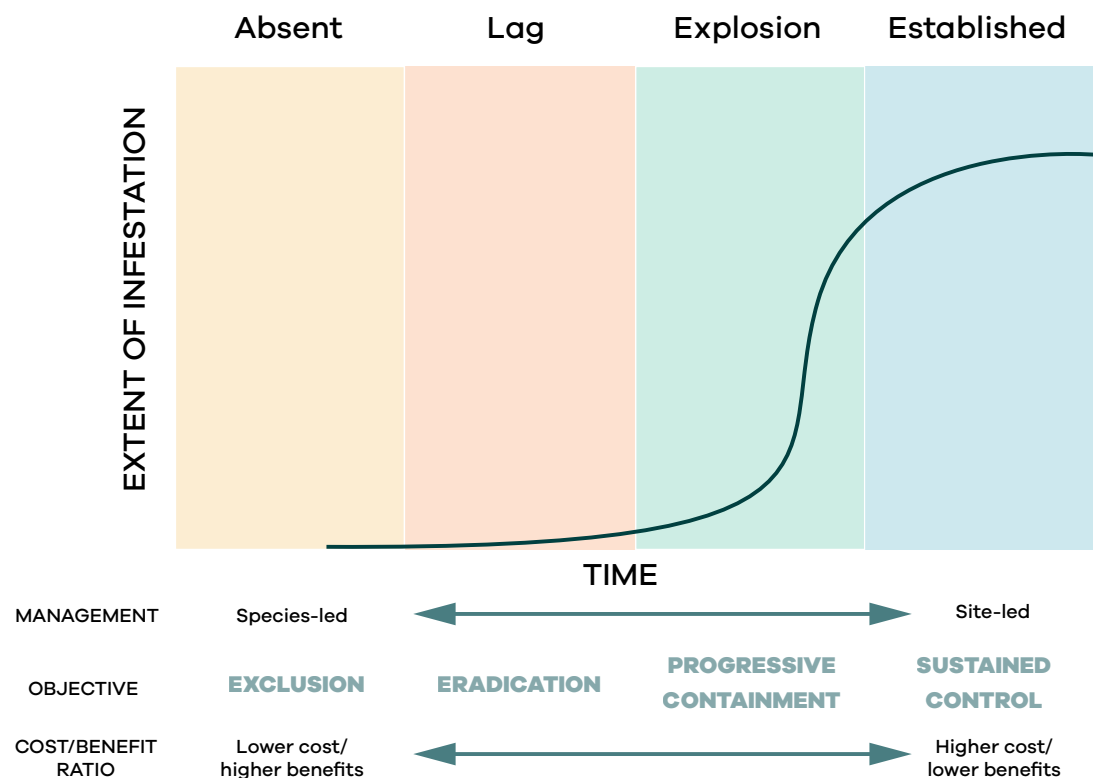 Absent Lag Explosion Established
EXTENT OF INFESTATION
TIME
MANAGEMENT Species-led Site-led
OBJECTIVE EXCLUSION ERADICATION PROGRESSIVE CONTAINMENT SUSTAINED CONTROL
COST/BENEFIT RATIO Lower cost/ higher benefits Higher cost/ lower benefits